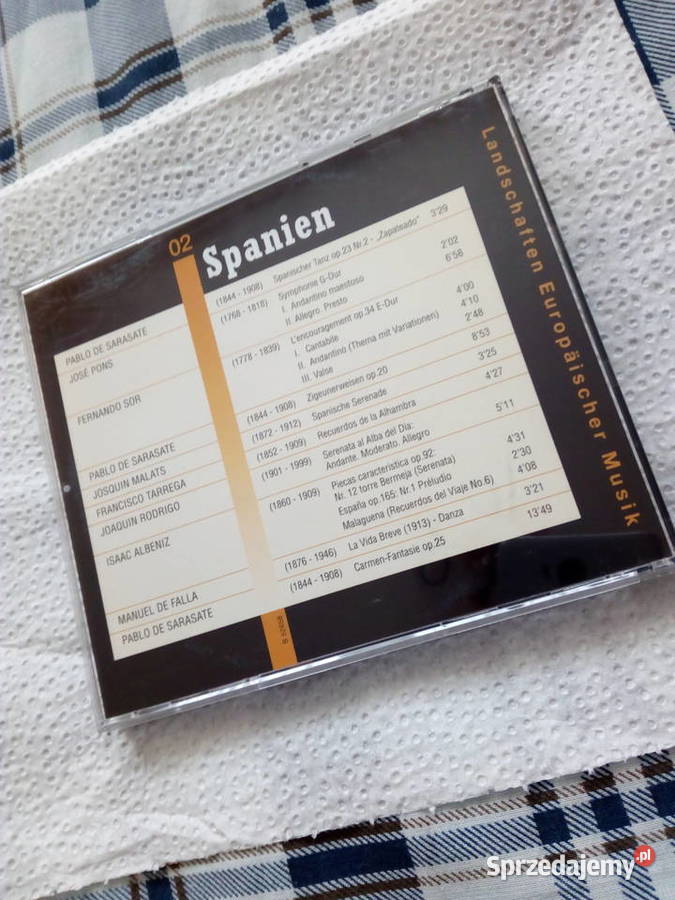 Landschaften Europäischer Musik
02 Spanien
PABLO DE SARASATE (1844 - 1908) Spanischer Tanz op.23 Nr.2 - „Zapateado" 3'29
JOSÉ PONS (1768 - 1818) Symphonie G-Dur
I. Andantino maestoso 2'02
II. Allegro. Presto 6'58
FERNANDO SOR (1778 - 1839) L'encouragement op.34 E-Dur
I. Cantabile 4'00
II. Andantino (Thema mit Variationen) 4'10
III. Valse 2'48
PABLO DE SARASATE (1844 - 1908) Zigeunerweisen op.20 8'53
JOSQUIN MALATS (1872 - 1912) Spanische Serenade 3'25
FRANCISCO TARREGA (1852 - 1909) Recuerdos de la Alhambra 4'27
JOAQUIN RODRIGO (1901 - 1999) Serenata al Alba del Dia:
Andante. Moderato. Allegro 5'11
ISAAC ALBENIZ (1860 - 1909) Piecas caracteristica op.92:
Nr. 12 torre Bermeja (Serenata) 4'31
España op.165: Nr.1 Préludio 2'30
Malaguena (Recuerdos del Viaje No.6) 4'08
MANUEL DE FALLA (1876 - 1946) La Vida Breve (1913) - Danza 3'21
PABLO DE SARASATE (1844 - 1908) Carmen-Fantasie op.25 13'49
Sprzedajemy.pl